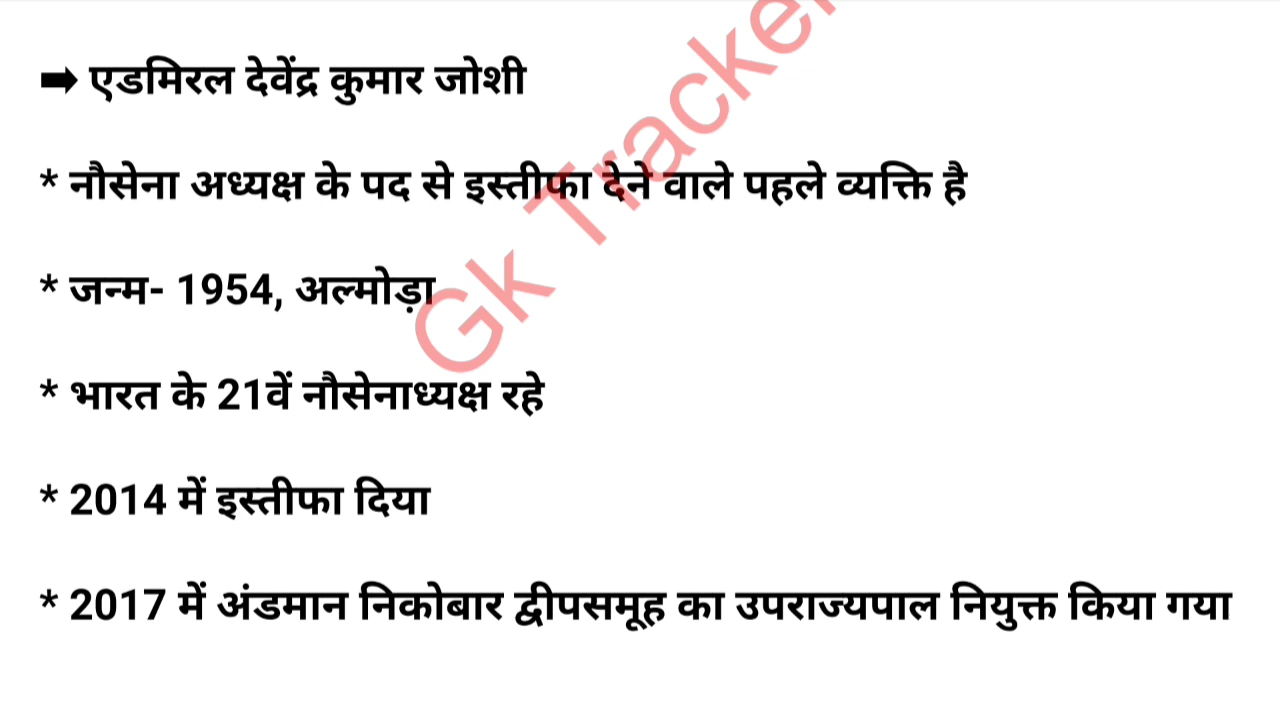 ➡ एडमिरल देवेंद्र कुमार जोशी
* नौसेना अध्यक्ष के पद से इस्तीफा देने वाले पहले व्यक्ति है
* जन्म- 1954, अल्मोड़ा
* भारत के 21वें नौसेनाध्यक्ष रहे
* 2014 में इस्तीफा दिया
* 2017 में अंडमान निकोबार द्वीपसमूह का उपराज्यपाल नियुक्त किया गया
Gk Tracker